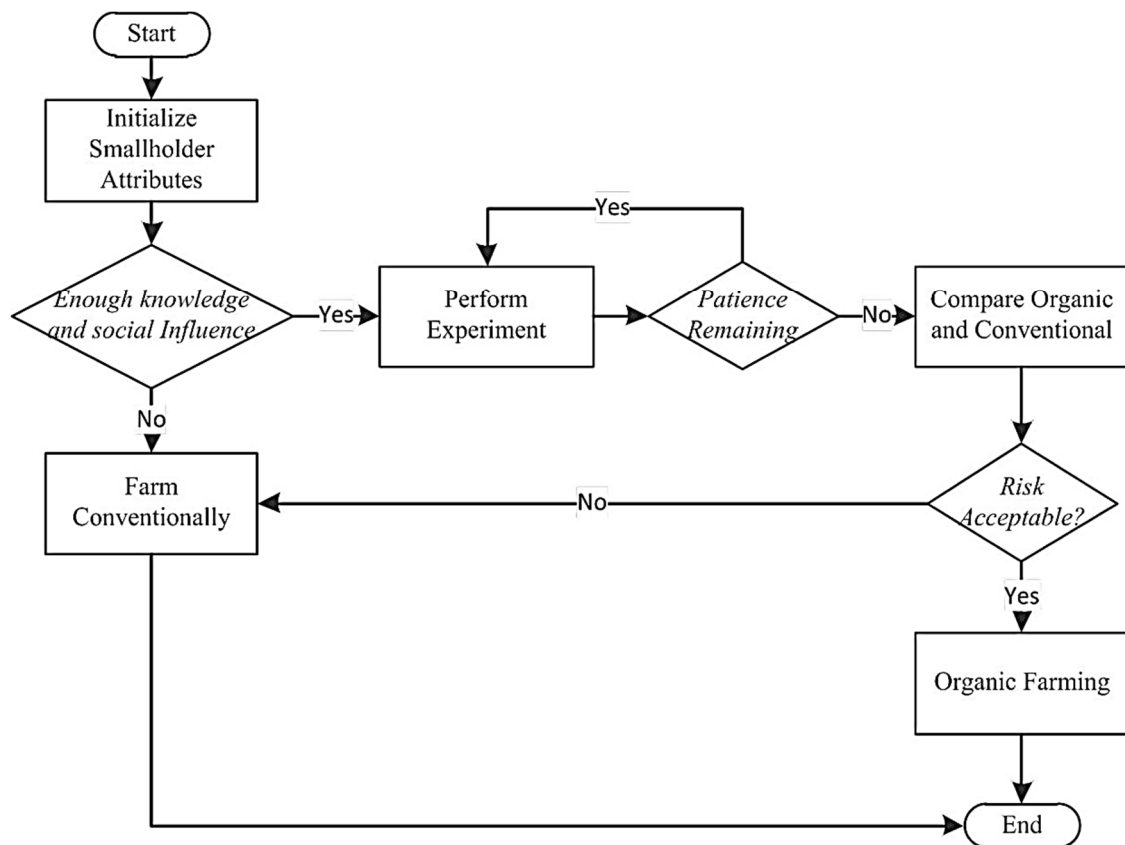 Start
Initialize
Smallholder
Attributes
Yes
Enough knowledge
and social Influence
Yes
Perform
Experiment
Patience
Remaining
No
Compare Organic
and Conventional
No
Farm
Conventionally
No
Risk
Acceptable?
Yes
Organic Farming
End